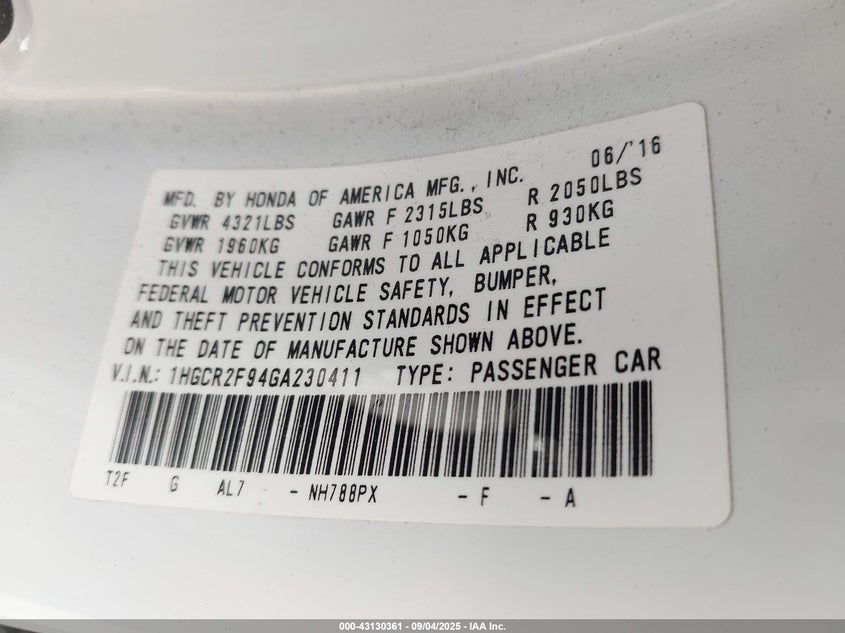 06/'16
MFD. BY HONDA OF AMERICA MFG., INC.
GVWR 4321LBS GAWR F 2315LBS R 2050LBS
GVWR 1960KG GAWR F 1050KG R 930KG
THIS VEHICLE CONFORMS TO ALL APPLICABLE
FEDERAL MOTOR VEHICLE SAFETY, BUMPER,
AND THEFT PREVENTION STANDARDS IN EFFECT
ON THE DATE OF MANUFACTURE SHOWN ABOVE.
V.I.N.: 1HGCR2F94GA230411 TYPE: PASSENGER CAR
T2F G AL7 - NH788PX - F - A
000-43130361 - 09/04/2025 - IAA Inc.